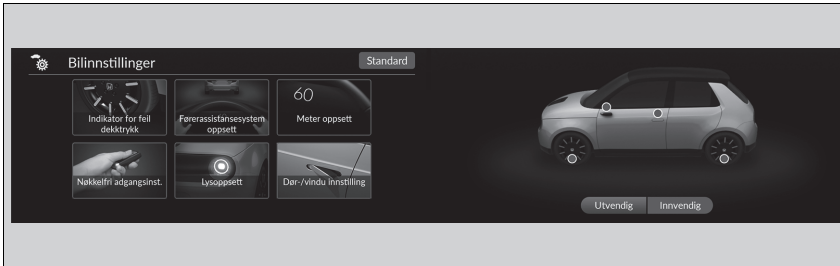 Bilinnstillinger
Standard
Indikator for feil
dekktrykk
Førerassistansesystem
oppsett
60
Meter oppsett
Nøkkelfri adgangsinst.
Lysoppsett
Dør-/vindu innstilling
Utvendig
Innvendig